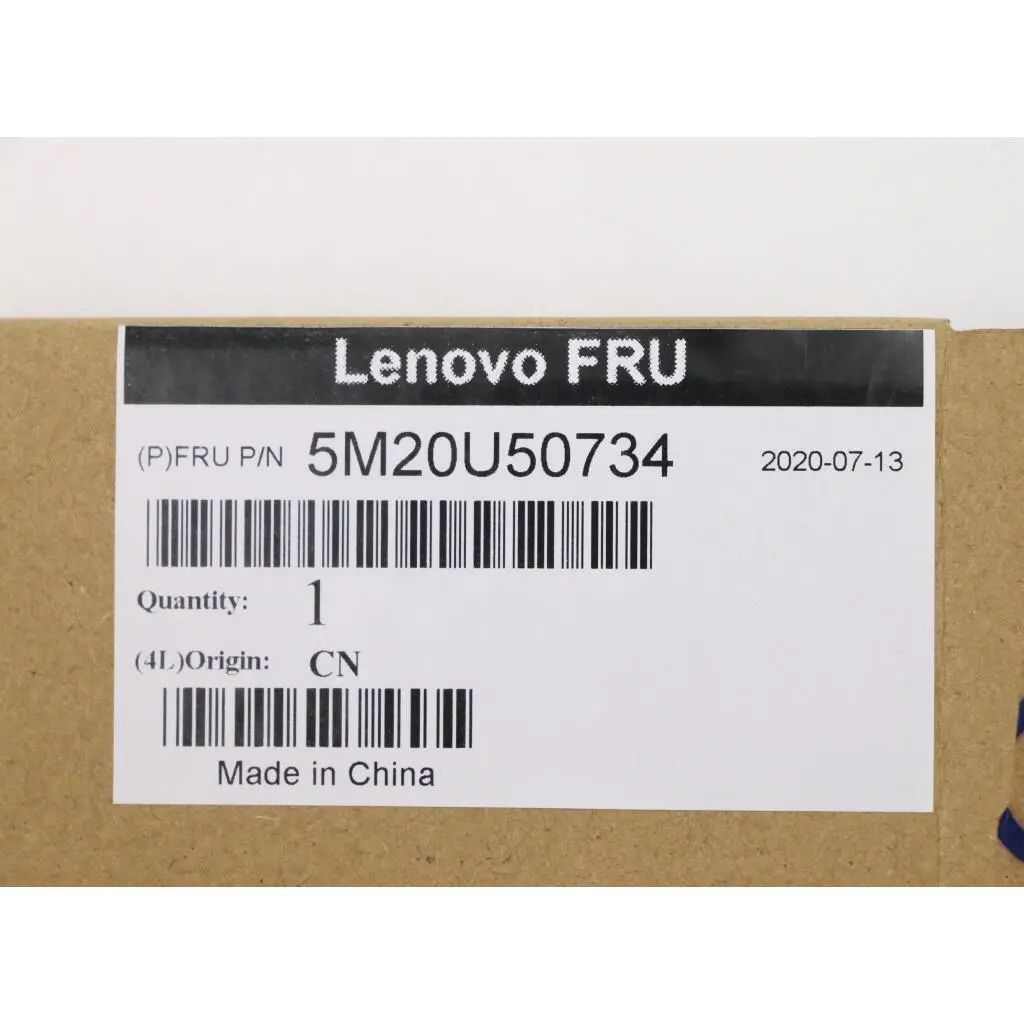 Lenovo FRU
(P)FRU P/N 5M20U50734 2020-07-13
Quantity: 1
(4L)Origin: CN
Made in China